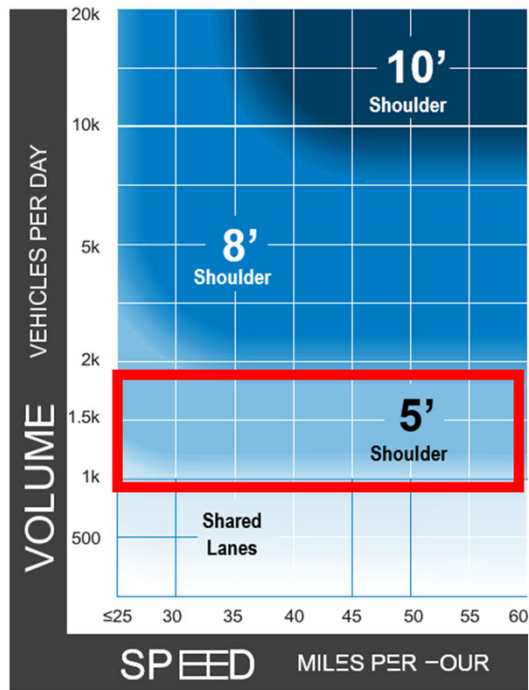 20k
10k
5k
2k
1.5k
1k
500
VOLUME VEHICLES PER DAY
10’
Shoulder
8’
Shoulder
5’
Shoulder
Shared
Lanes
≤25 30 35 40 45 50 55 60
SPEED MILES PER –OUR